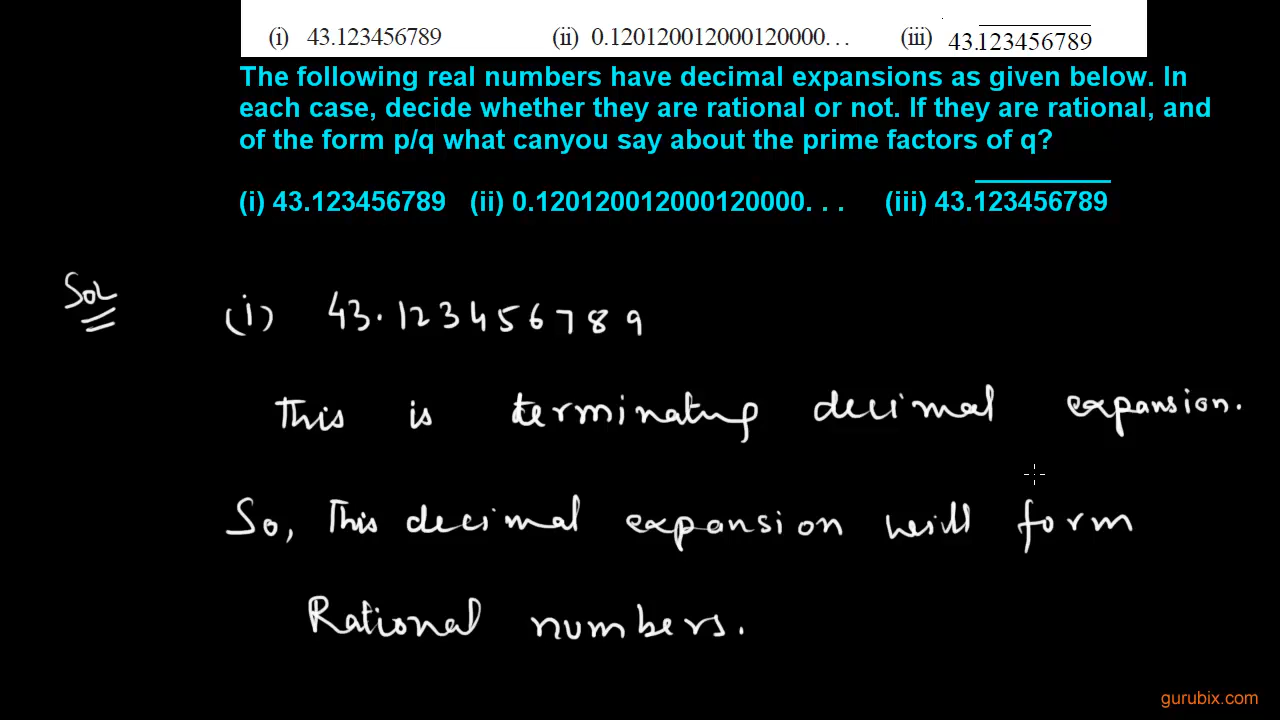 (i) 43.123456789 (ii) 0.120120012000120000... (iii) 43.123456789
The following real numbers have decimal expansions as given below. In
each case, decide whether they are rational or not. If they are rational, and
of the form p/q what canyou say about the prime factors of q?
(i) 43.123456789 (ii) 0.120120012000120000. . . (iii) 43.123456789
Sol
(i) 43.123456789
This is terminating decimal expansion.
So, This decimal expansion will form
Rational numbers.
gurubix.com